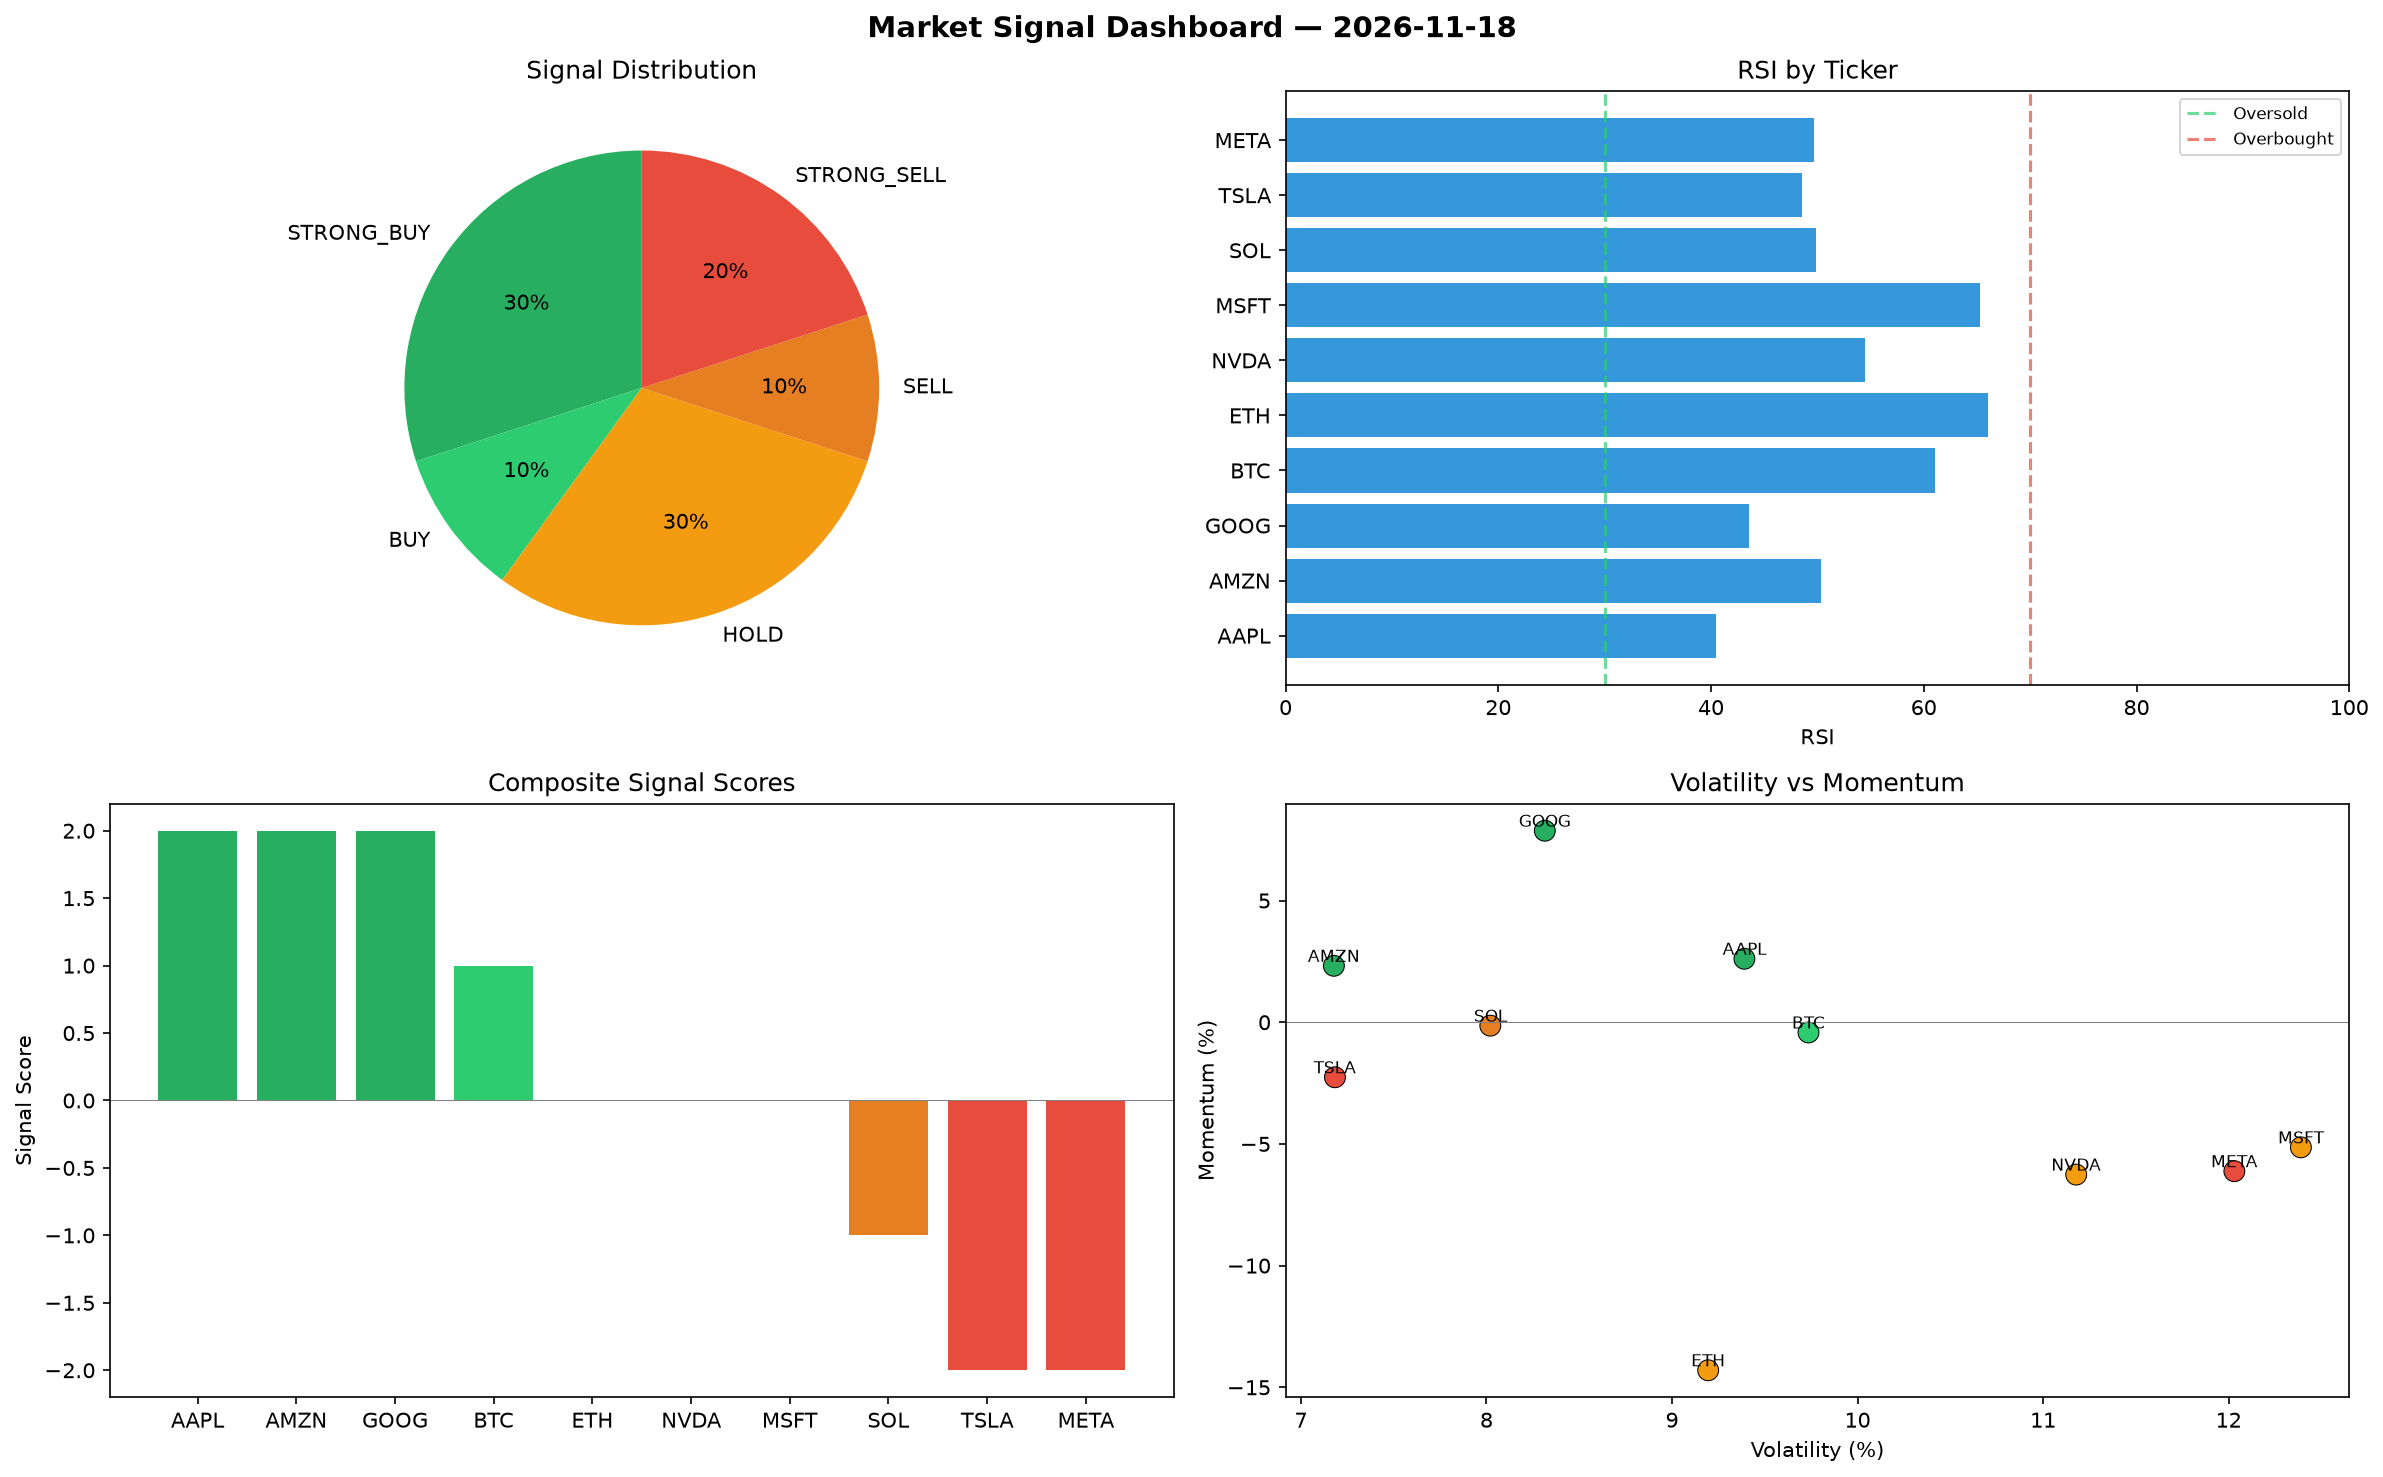 Market Signal Dashboard — 2026-11-18
Signal Distribution
STRONG_SELL
STRONG_BUY
20%
30%
10%
SELL
10%
30%
BUY
HOLD
RSI by Ticker
Oversold
Overbought
META
TSLA
SOL
MSFT
NVDA
ETH
BTC
GOOG
AMZN
AAPL
0 20 40 60 80 100
RSI
Composite Signal Scores
Signal Score
2.0
1.5
1.0
0.5
0.0
−0.5
−1.0
−1.5
−2.0
AAPL AMZN GOOG BTC ETH NVDA MSFT SOL TSLA META
Volatility vs Momentum
Momentum (%)
5
0
−5
−10
−15
GOOG
AAPL
AMZN
SOL
BTC
TSLA
MSFT
META
NVDA
ETH
7 8 9 10 11 12
Volatility (%)